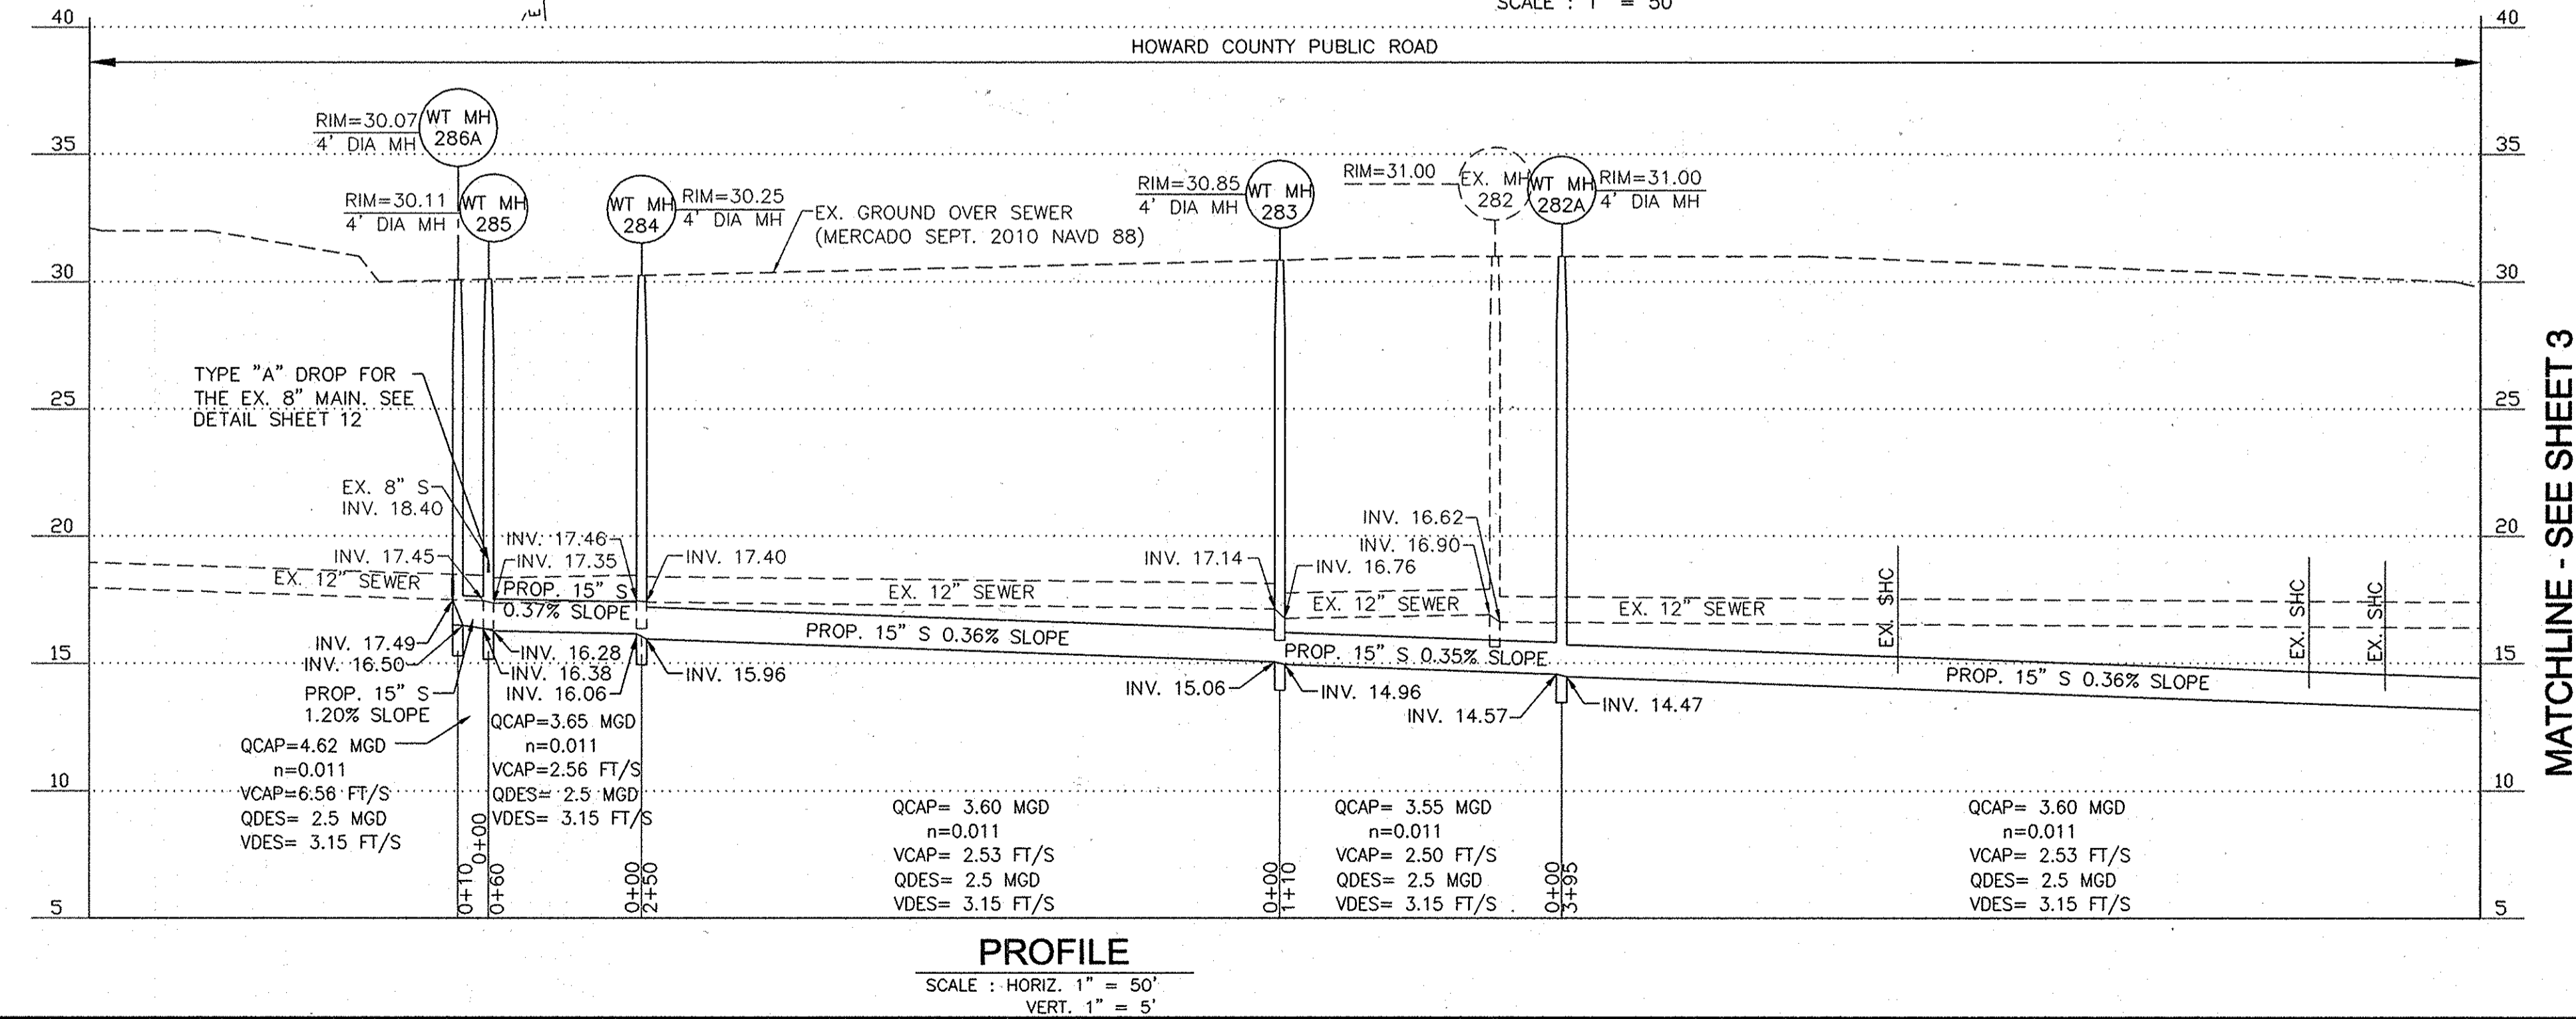 SCALE : 1" = 50'
40
40
HOWARD COUNTY PUBLIC ROAD
WT MH
286A
RIM=30.07
4' DIA MH
35
35
WT MH
285
RIM=30.11
4' DIA MH
WT MH
284
RIM=30.25
4' DIA MH
EX. GROUND OVER SEWER
(MERCADO SEPT. 2010 NAVD 88)
RIM=30.85
4' DIA MH
WT MH
283
RIM=31.00
EX. MH
282
WT MH
282A
RIM=31.00
4' DIA MH
30
30
TYPE "A" DROP FOR
THE EX. 8" MAIN. SEE
DETAIL SHEET 12
25
25
EX. 8" S
INV. 18.40
20
20
INV. 17.45
INV. 17.46
INV. 17.35
INV. 17.40
INV. 17.14
INV. 16.76
INV. 16.62
INV. 16.90
EX. 12" SEWER
PROP. 15" S
0.37% SLOPE
EX. 12" SEWER
EX. 12" SEWER
EX. 12" SEWER
EX. SHC
EX. SHC
EX. SHC
INV. 17.49
INV. 16.50
PROP. 15" S
1.20% SLOPE
INV. 16.28
INV. 16.38
INV. 16.06
INV. 15.96
PROP. 15" S 0.36% SLOPE
PROP. 15" S 0.35% SLOPE
PROP. 15" S 0.36% SLOPE
15
15
INV. 15.06
INV. 14.96
INV. 14.57
INV. 14.47
QCAP=4.62 MGD
n=0.011
VCAP=6.56 FT/S
QDES= 2.5 MGD
VDES= 3.15 FT/S
QCAP=3.65 MGD
n=0.011
VCAP=2.56 FT/S
QDES= 2.5 MGD
VDES= 3.15 FT/S
10
10
QCAP= 3.60 MGD
n=0.011
VCAP= 2.53 FT/S
QDES= 2.5 MGD
VDES= 3.15 FT/S
QCAP= 3.55 MGD
n=0.011
VCAP= 2.50 FT/S
QDES= 2.5 MGD
VDES= 3.15 FT/S
QCAP= 3.60 MGD
n=0.011
VCAP= 2.53 FT/S
QDES= 2.5 MGD
VDES= 3.15 FT/S
0+10
0+00
0+60
0+00
2+50
0+00
1+10
0+00
3+95
5
5
MATCHLINE - SEE SHEET 3
PROFILE
SCALE : HORIZ. 1" = 50'
VERT. 1" = 5'